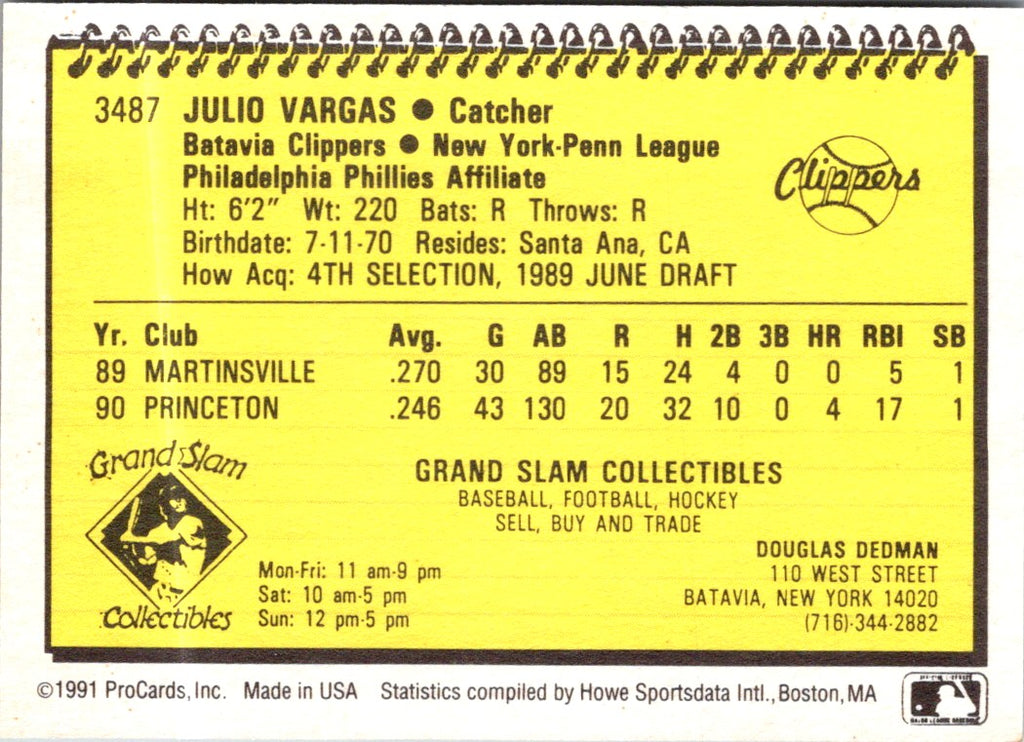 3487 JULIO VARGAS ● Catcher
Batavia Clippers ● New York-Penn League
Philadelphia Phillies Affiliate
Clippers
Ht: 6'2" Wt: 220 Bats: R Throws: R
Birthdate: 7-11-70 Resides: Santa Ana, CA
How Acq: 4TH SELECTION, 1989 JUNE DRAFT
Yr. Club Avg. G AB R H 2B 3B HR RBI SB
89 MARTINSVILLE .270 30 89 15 24 4 0 0 5 1
90 PRINCETON .246 43 130 20 32 10 0 4 17 1
Grand Slam
Collectibles
GRAND SLAM COLLECTIBLES
BASEBALL, FOOTBALL, HOCKEY
SELL, BUY AND TRADE
Mon-Fri: 11 am-9 pm
Sat: 10 am-5 pm
Sun: 12 pm-5 pm
DOUGLAS DEDMAN
110 WEST STREET
BATAVIA, NEW YORK 14020
(716)-344-2882
©1991 ProCards, Inc. Made in USA Statistics compiled by Howe Sportsdata Intl., Boston, MA